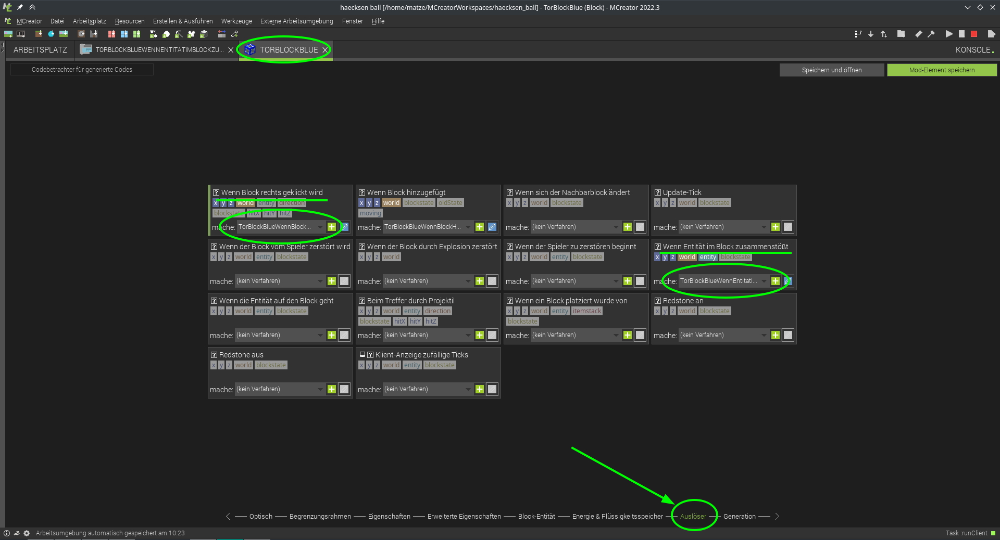 haecksen ball [/home/matze/MCreatorWorkspaces/haecksen_ball] - TorBlockBlue (Block) - MCreator 2022.3
MCreator Datei Arbeitsplatz Resourcen Erstellen & Ausführen Werkzeuge Externe Arbeitsumgebung Fenster Hilfe
ARBEITSPLATZ TORBLOCKBLUEWENNENTITATIMBLOCKZU... TORBLOCKBLUE KONSOLE
Codebetrachter für generierte Codes Speichern und öffnen Mod-Element speichern
Wenn Block rechts geklickt wird
x y z world entity direction
blockstate hitX hitY hitZ
mache: TorBlockBlueWennBlock...
Wenn Block hinzugefügt
x y z world blockstate oldState
moving
mache: TorBlockBlueWennBlockH...
Wenn sich der Nachbarblock ändert
x y z world blockstate
mache: (kein Verfahren)
Update-Tick
x y z world blockstate
mache: (kein Verfahren)
Wenn der Block vom Spieler zerstört wird
x y z world entity blockstate
mache: (kein Verfahren)
Wenn der Block durch Explosion zerstört
x y z world
mache: (kein Verfahren)
Wenn der Spieler zu zerstören beginnt
x y z world entity blockstate
mache: (kein Verfahren)
Wenn Entität im Block zusammenstößt
x y z world entity blockstate
mache: TorBlockBlueWennEntitatI...
Wenn die Entität auf den Block geht
x y z world entity blockstate
mache: (kein Verfahren)
Beim Treffer durch Projektil
x y z world entity direction
blockstate hitX hitY hitZ
mache: (kein Verfahren)
Wenn ein Block platziert wurde von
x y z world entity itemstack
blockstate
mache: (kein Verfahren)
Redstone an
x y z world blockstate
mache: (kein Verfahren)
Redstone aus
x y z world blockstate
mache: (kein Verfahren)
Klient-Anzeige zufällige Ticks
x y z world entity blockstate
mache: (kein Verfahren)
Optisch Begrenzungsrahmen Eigenschaften Erweiterte Eigenschaften Block-Entität Energie & Flüssigkeitsspeicher Auslöser Generation
Arbeitsumgebung automatisch gespeichert am 10:23 Task :runClient